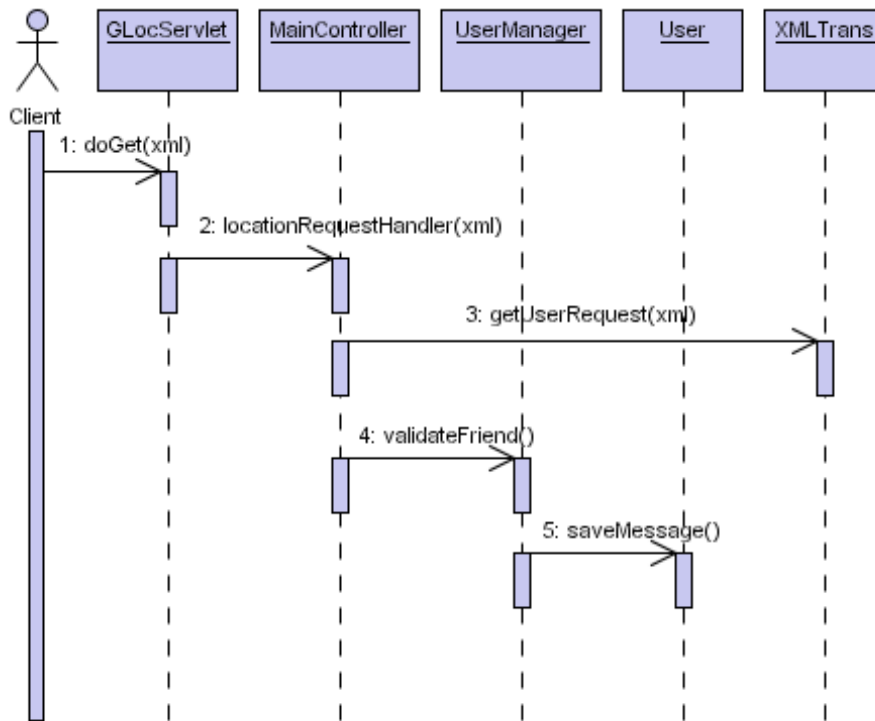 GLocServlet
MainController
UserManager
User
XMLTrans
Client
1: doGet(xml)
2: locationRequestHandler(xml)
3: getUserRequest(xml)
4: validateFriend()
5: saveMessage()